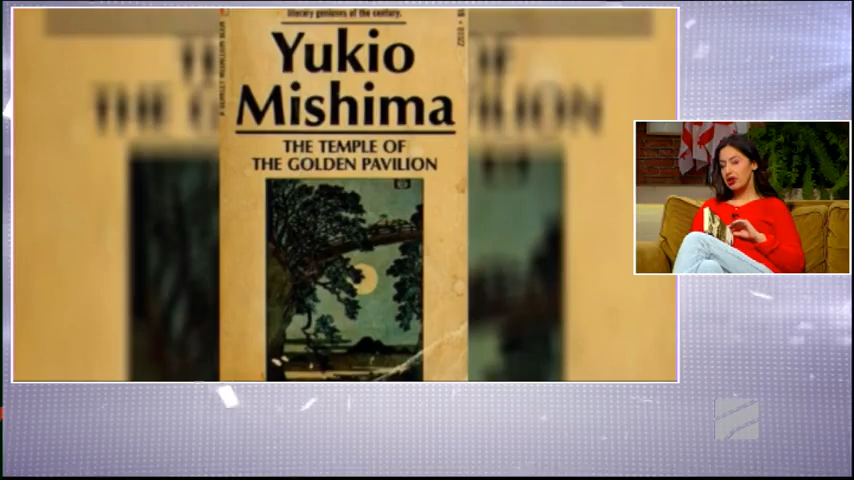 literary geniuses of the century.
Yukio
Mishima
THE TEMPLE OF
THE GOLDEN PAVILION